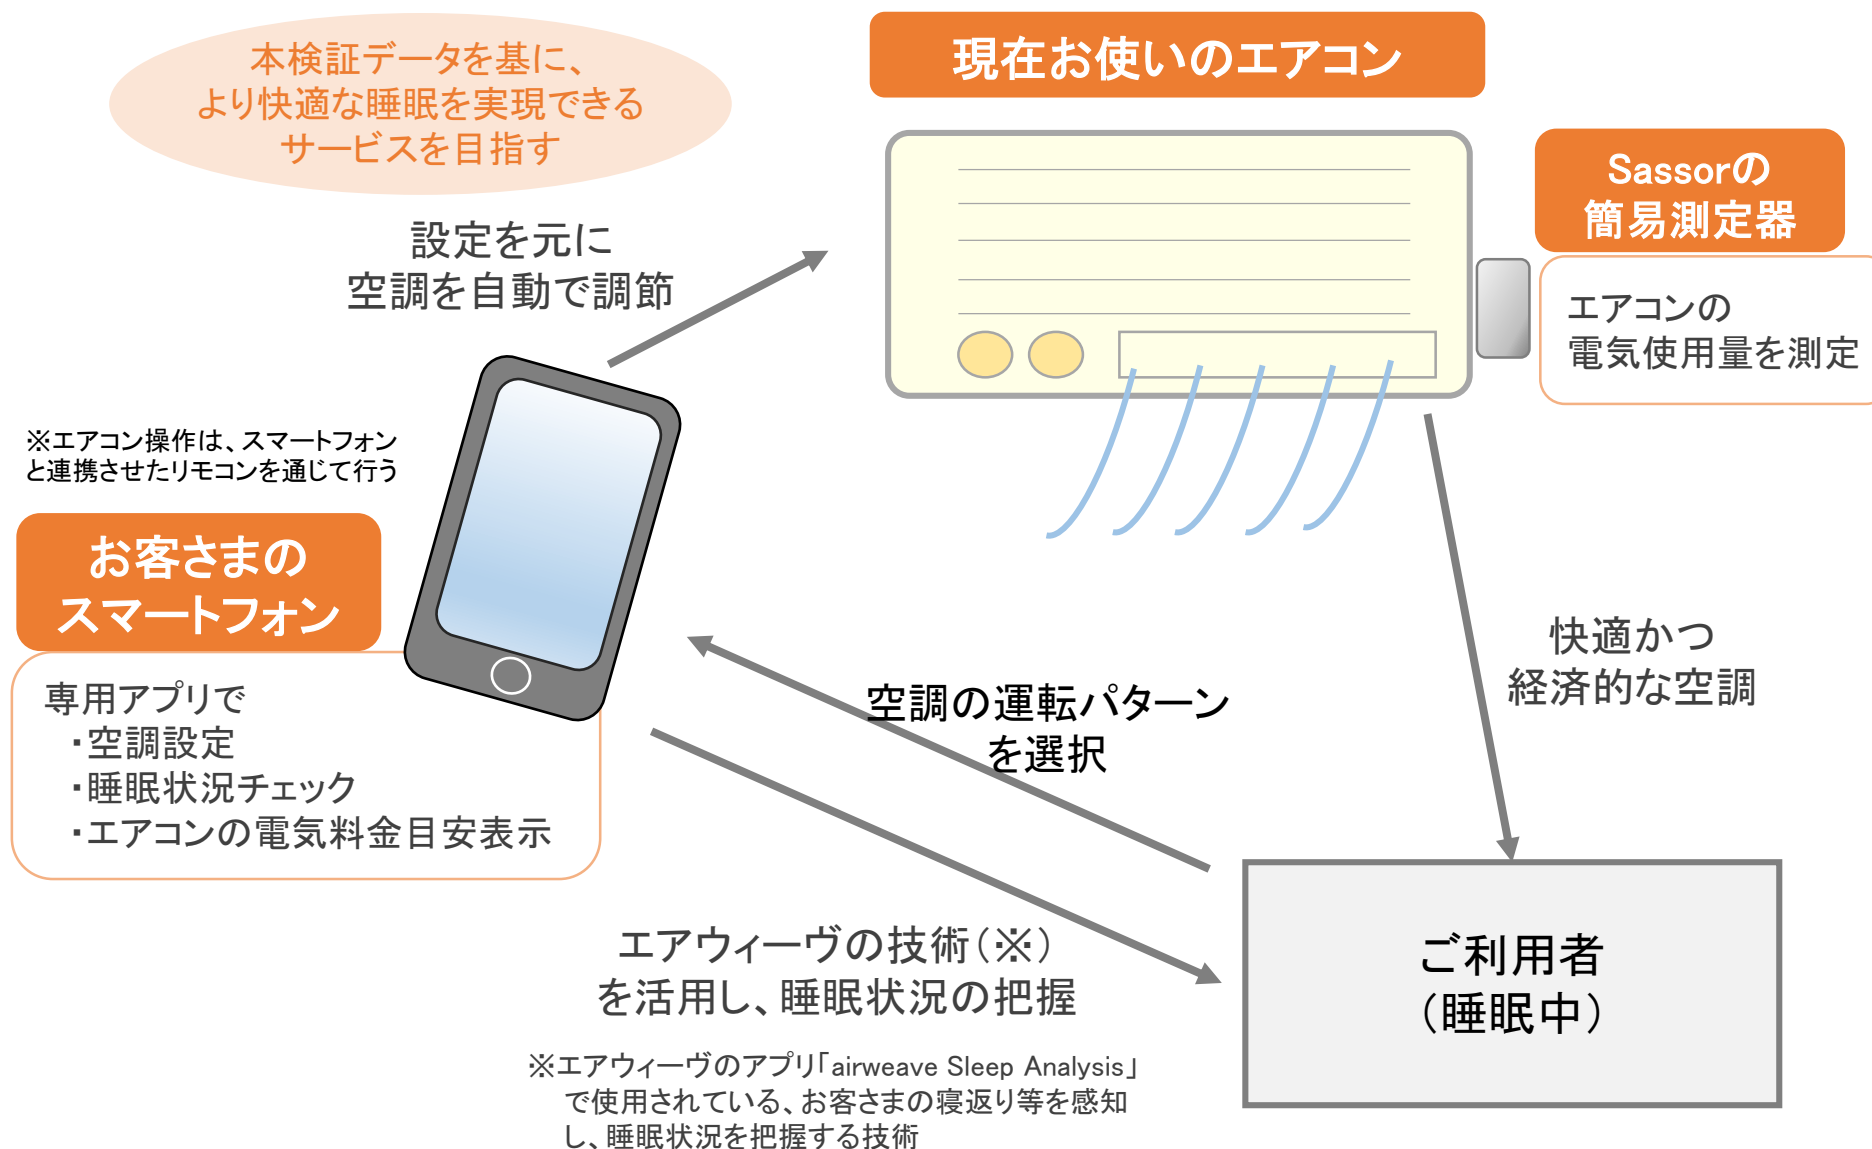 本検証データを基に、
より快適な睡眠を実現できる
サービスを目指す
現在お使いのエアコン
Sassorの
簡易測定器
エアコンの
電気使用量を測定
設定を元に
空調を自動で調節
※エアコン操作は、スマートフォン
と連携させたリモコンを通じて行う
お客さまの
スマートフォン
専用アプリで
・空調設定
・睡眠状況チェック
・エアコンの電気料金目安表示
空調の運転パターン
を選択
快適かつ
経済的な空調
エアウィーヴの技術(※)
を活用し、睡眠状況の把握
※エアウィーヴのアプリ「airweave Sleep Analysis」
で使用されている、お客さまの寝返り等を感知
し、睡眠状況を把握する技術
ご利用者
(睡眠中)